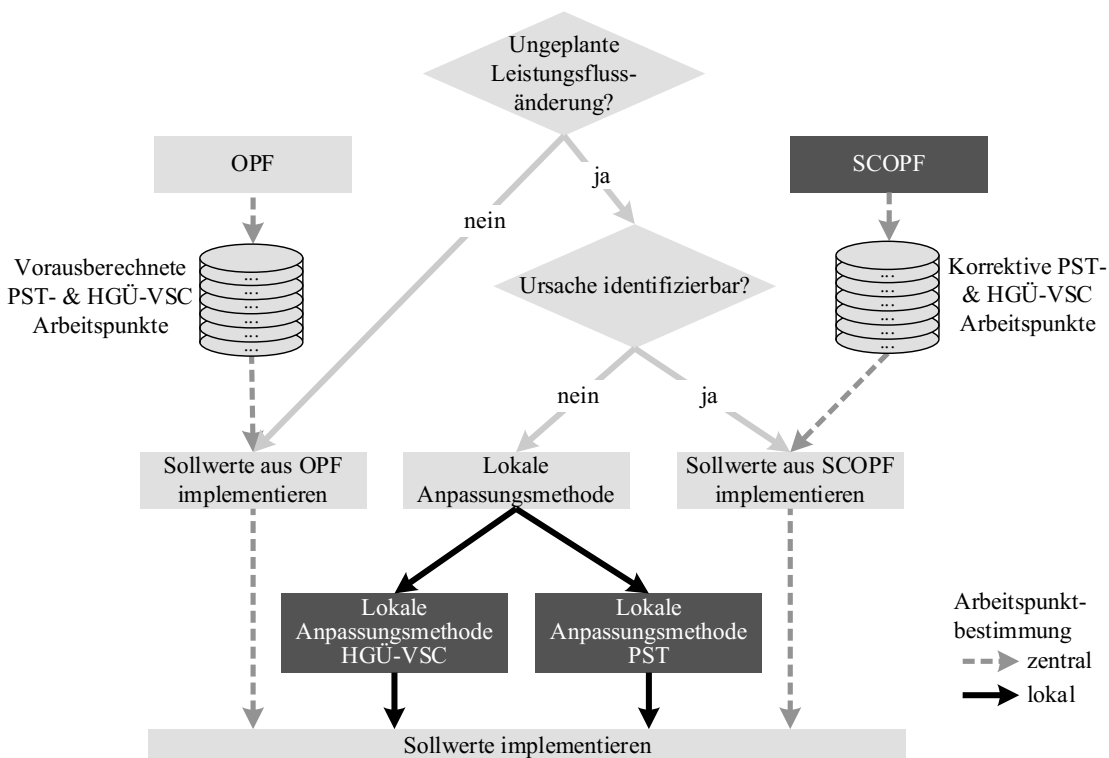 Ungeplante
Leistungsfluss-
änderung?
OPF
SCOPF
ja
nein
Vorausberechnete
PST- & HGÜ-VSC
Arbeitspunkte
...
...
...
...
...
...
Ursache identifizierbar?
...
...
...
...
...
...
Korrektive PST-
& HGÜ-VSC
Arbeitspunkte
nein
ja
Sollwerte aus OPF
implementieren
Lokale
Anpassungsmethode
Sollwerte aus SCOPF
implementieren
Lokale
Anpassungsmethode
HGÜ-VSC
Lokale
Anpassungsmethode
PST
Arbeitspunkt-
bestimmung
zentral
lokal
Sollwerte implementieren